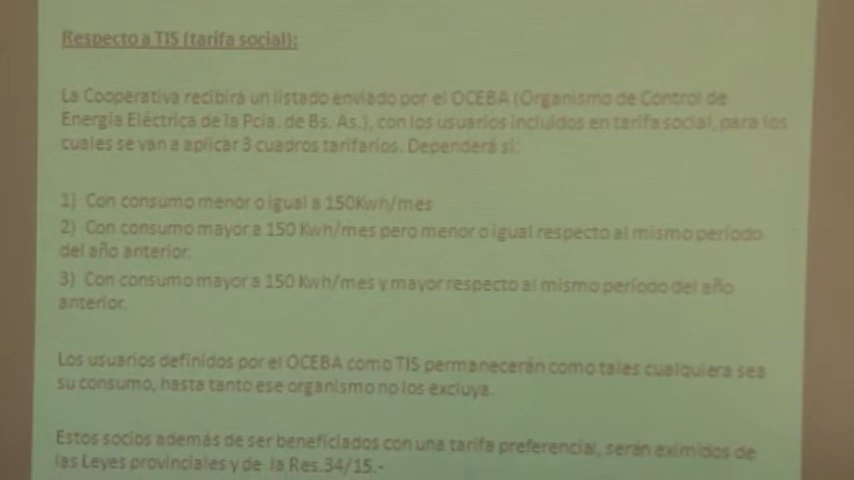 Respecto a TIS (tarifa social):
La Cooperativa recibirá un listado enviado por el OCEBA (Organismo de Control de
Energía Eléctrica de la Pcia. de Bs. As.), con los usuarios incluidos en tarifa social, para los
cuales se van a aplicar 3 cuadros tarifarios. Dependerá si:
1) Con consumo menor o igual a 150Kwh/mes
2) Con consumo mayor a 150 Kwh/mes pero menor o igual respecto al mismo período
del año anterior.
3) Con consumo mayor a 150 Kwh/mes y mayor respecto al mismo período del año
anterior.
Los usuarios definidos por el OCEBA como TIS permanecerán como tales cualquiera sea
su consumo, hasta tanto ese organismo no los excluya.
Estos socios además de ser beneficiados con una tarifa preferencial, serán eximidos de
las Leyes provinciales y de la Res.34/15.-